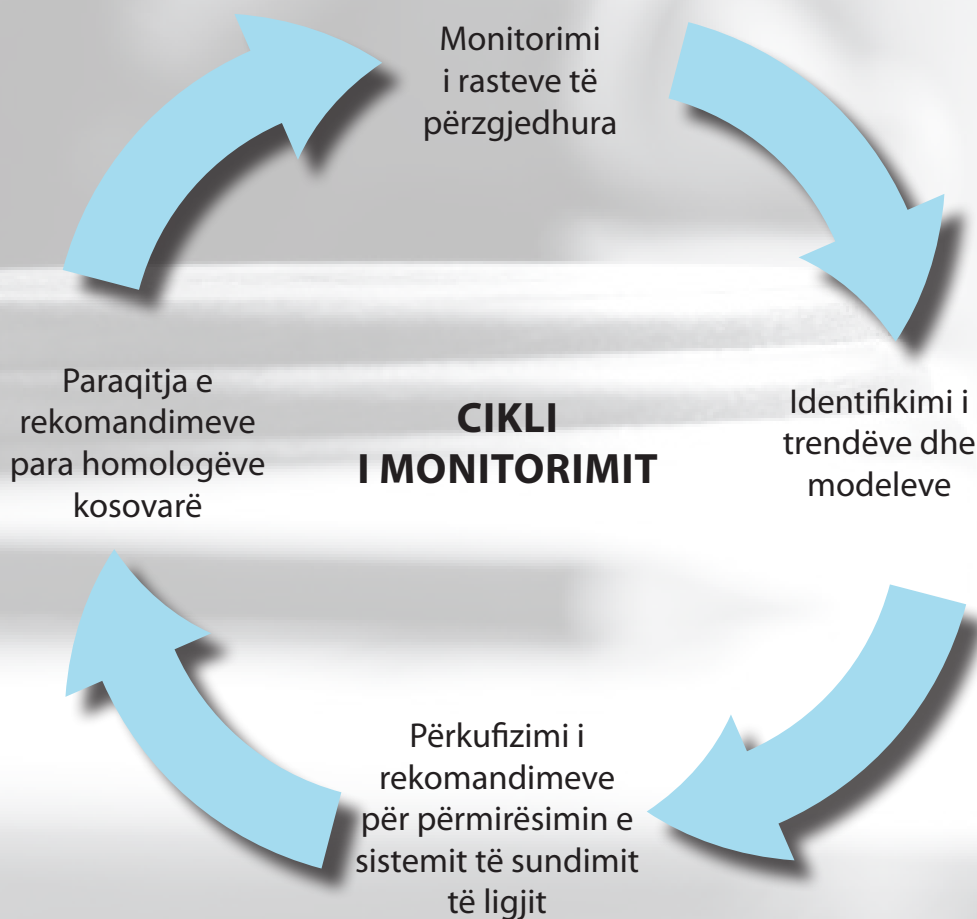 Monitorimi
i rasteve të
përzgjedhura
Identifikimi i
trendëve dhe
modeleve
Përkufizimi i
rekomandimeve
për përmirësimin e
sistemit të sundimit
të ligjit
Paraqitja e
rekomandimeve
para homologëve
kosovarë
CIKLI
I MONITORIMIT